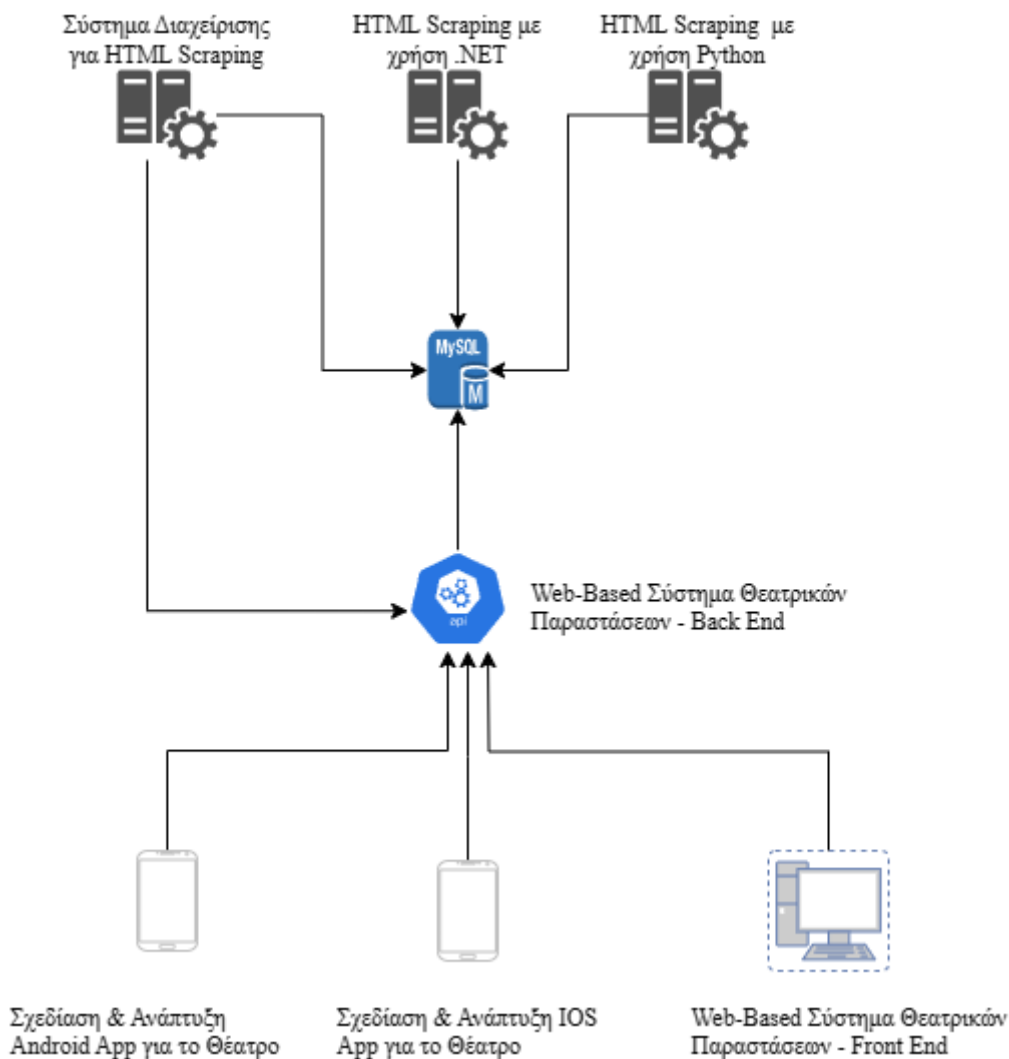 Σύστημα Διαχείρισης
για HTML Scraping
HTML Scraping με
χρήση .NET
HTML Scraping με
χρήση Python
MySQL
M
api
Web-Based Σύστημα Θεατρικών
Παραστάσεων - Back End
Σχεδίαση & Ανάπτυξη
Android App για το Θέατρο
Σχεδίαση & Ανάπτυξη IOS
App για το Θέατρο
Web-Based Σύστημα Θεατρικών
Παραστάσεων - Front End